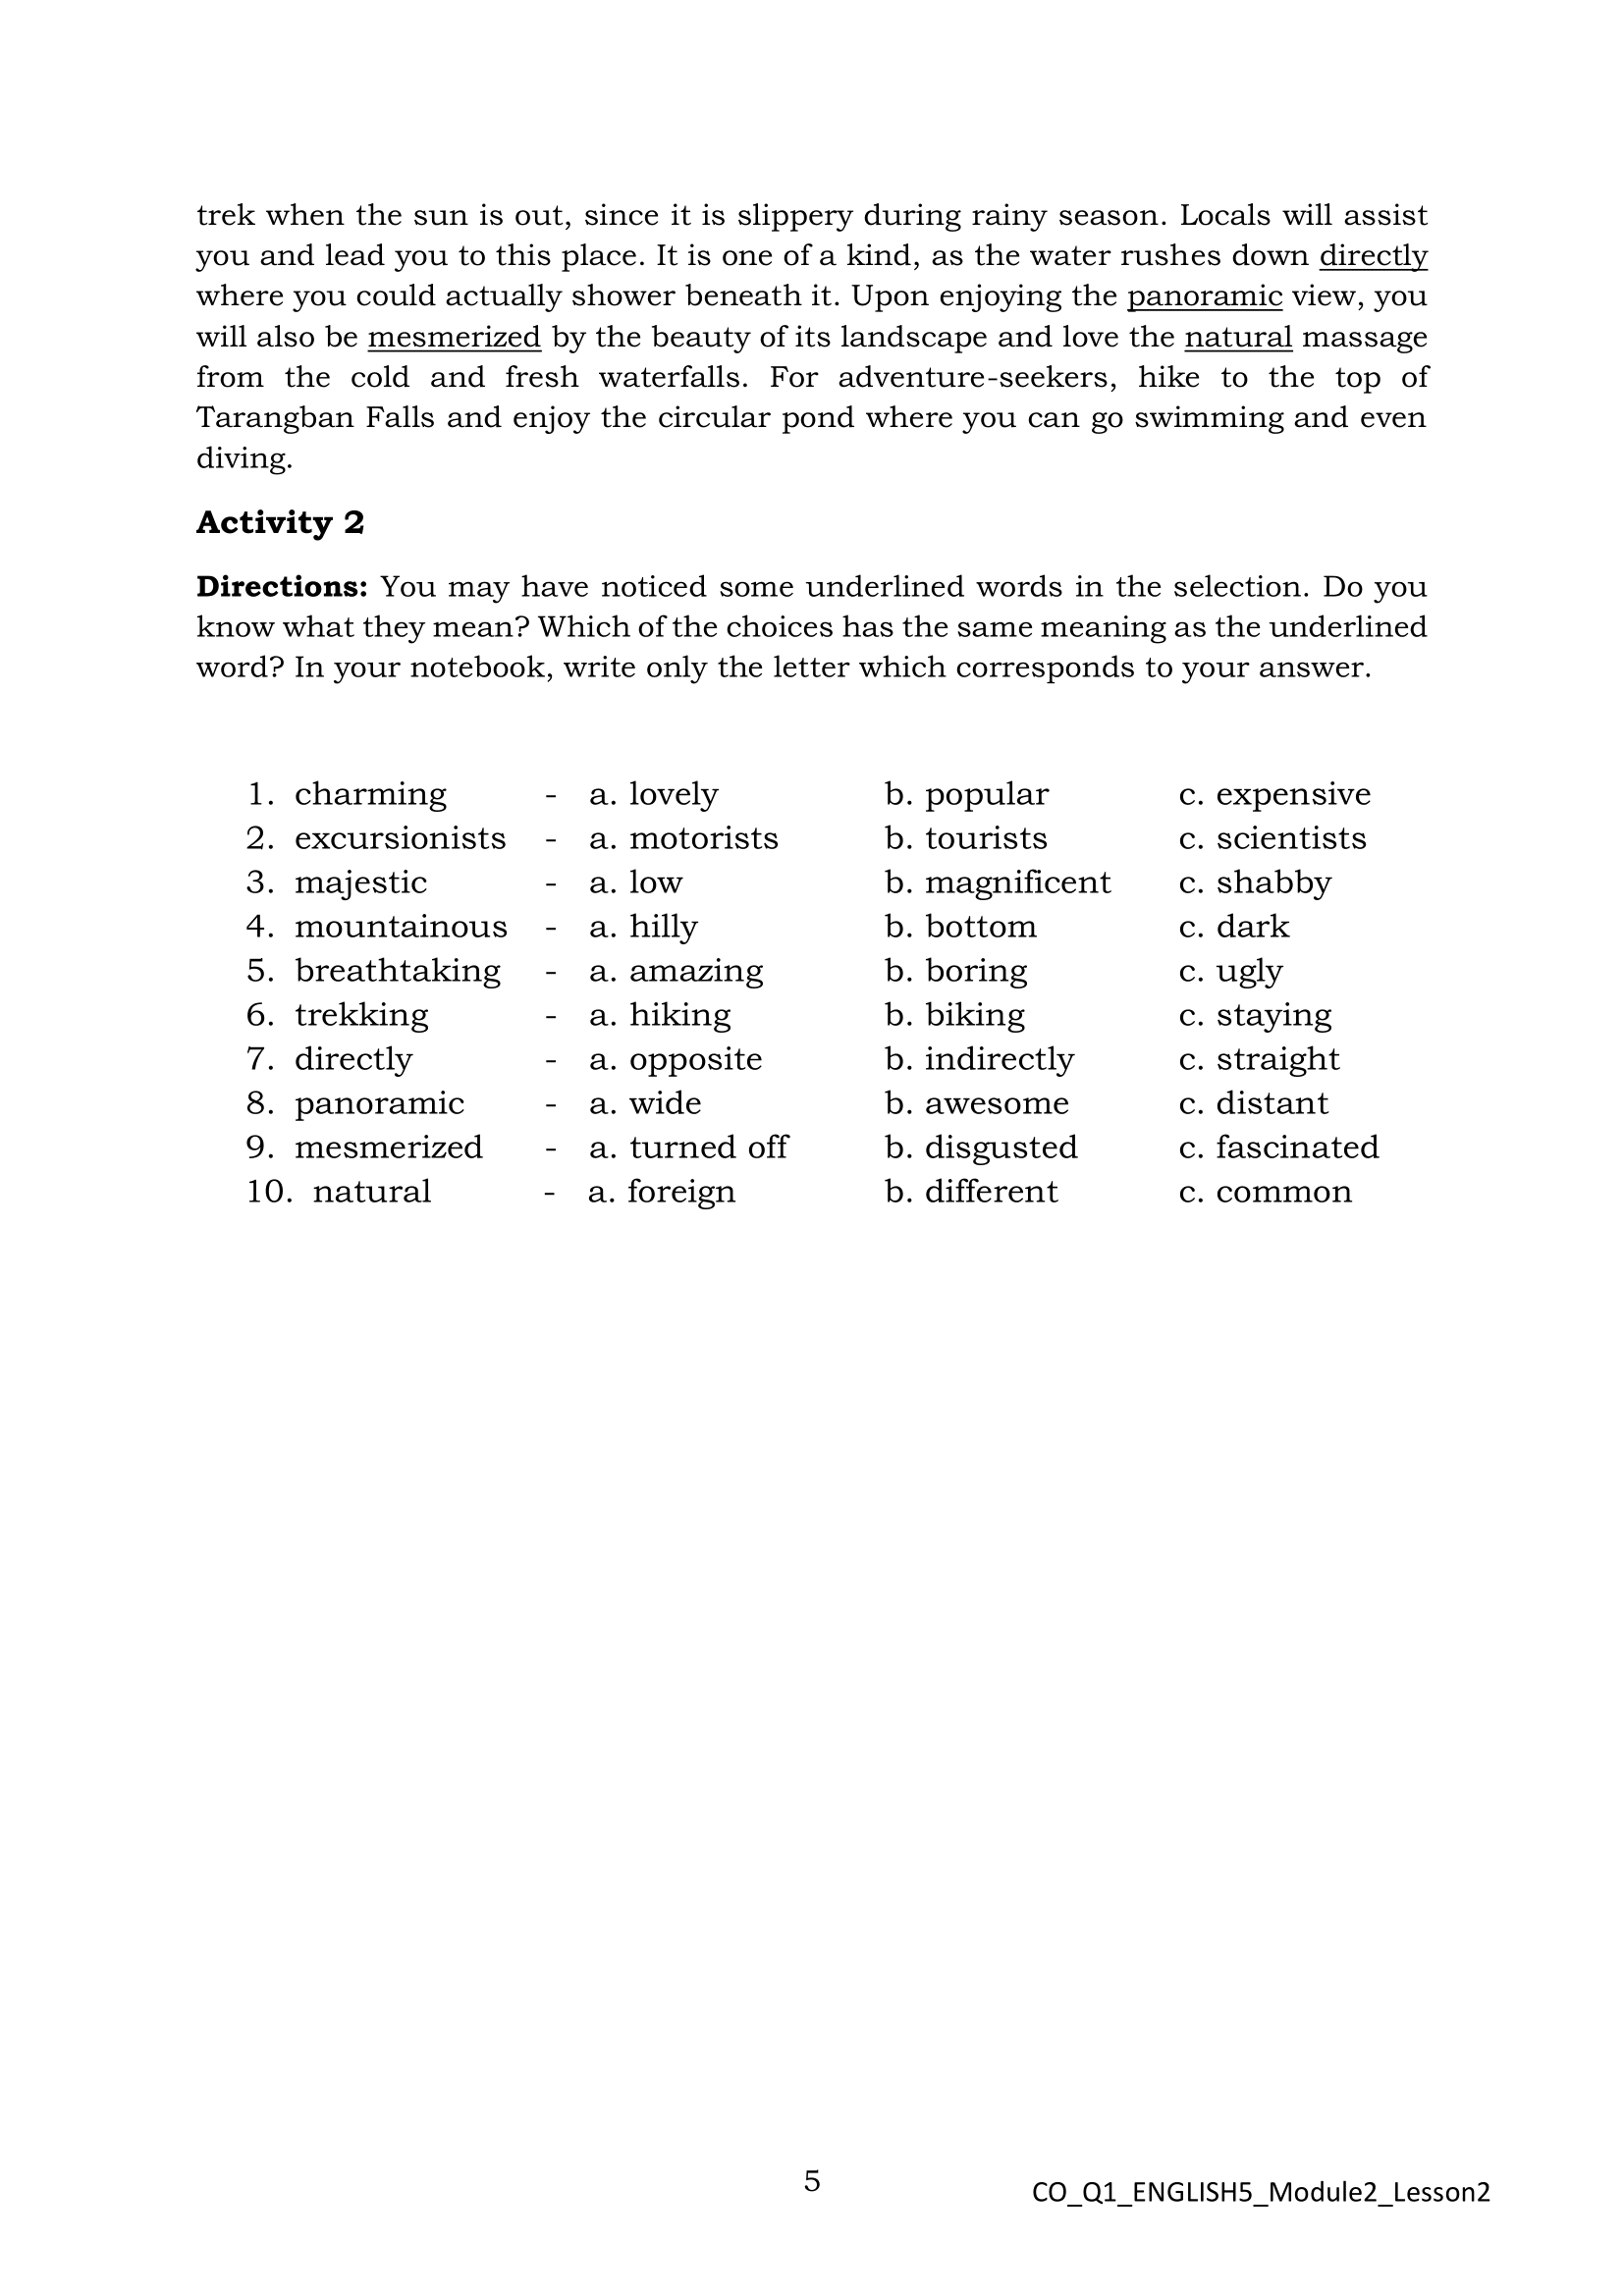 trek when the sun is out, since it is slippery during rainy season. Locals will assist
you and lead you to this place. It is one of a kind, as the water rushes down directly
where you could actually shower beneath it. Upon enjoying the panoramic view, you
will also be mesmerized by the beauty of its landscape and love the natural massage
from the cold and fresh waterfalls. For adventure-seekers, hike to the top of
Tarangban Falls and enjoy the circular pond where you can go swimming and even
diving.
Activity 2
Directions: You may have noticed some underlined words in the selection. Do you
know what they mean? Which of the choices has the same meaning as the underlined
word? In your notebook, write only the letter which corresponds to your answer.
1. charming - a. lovely b. popular c. expensive
2. excursionists - a. motorists b. tourists c. scientists
3. majestic - a. low b. magnificent c. shabby
4. mountainous - a. hilly b. bottom c. dark
5. breathtaking - a. amazing b. boring c. ugly
6. trekking - a. hiking b. biking c. staying
7. directly - a. opposite b. indirectly c. straight
8. panoramic - a. wide b. awesome c. distant
9. mesmerized - a. turned off b. disgusted c. fascinated
10. natural - a. foreign b. different c. common
5
CO_Q1_ENGLISH5_Module2_Lesson2